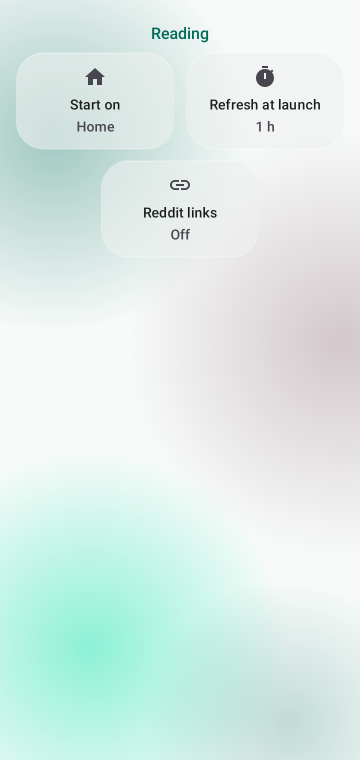 Reading
Start on
Home
Refresh at launch
1 h
Reddit links
Off